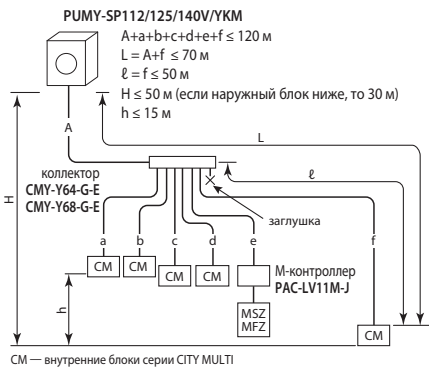 PUMY-SP112/125/140V/YKM
A+a+b+c+d+e+f ≤ 120 м
L = A+f ≤ 70 м
ℓ = f ≤ 50 м
H ≤ 50 м (если наружный блок ниже, то 30 м)
h ≤ 15 м
A
L
H
коллектор
CMY-Y64-G-E
CMY-Y68-G-E
ℓ
заглушка
a
b
c
d
e
f
CM
CM
CM
CM
М-контроллер
PAC-LV11M-J
h
MSZ
MFZ
CM
СМ — внутренние блоки серии CITY MULTI